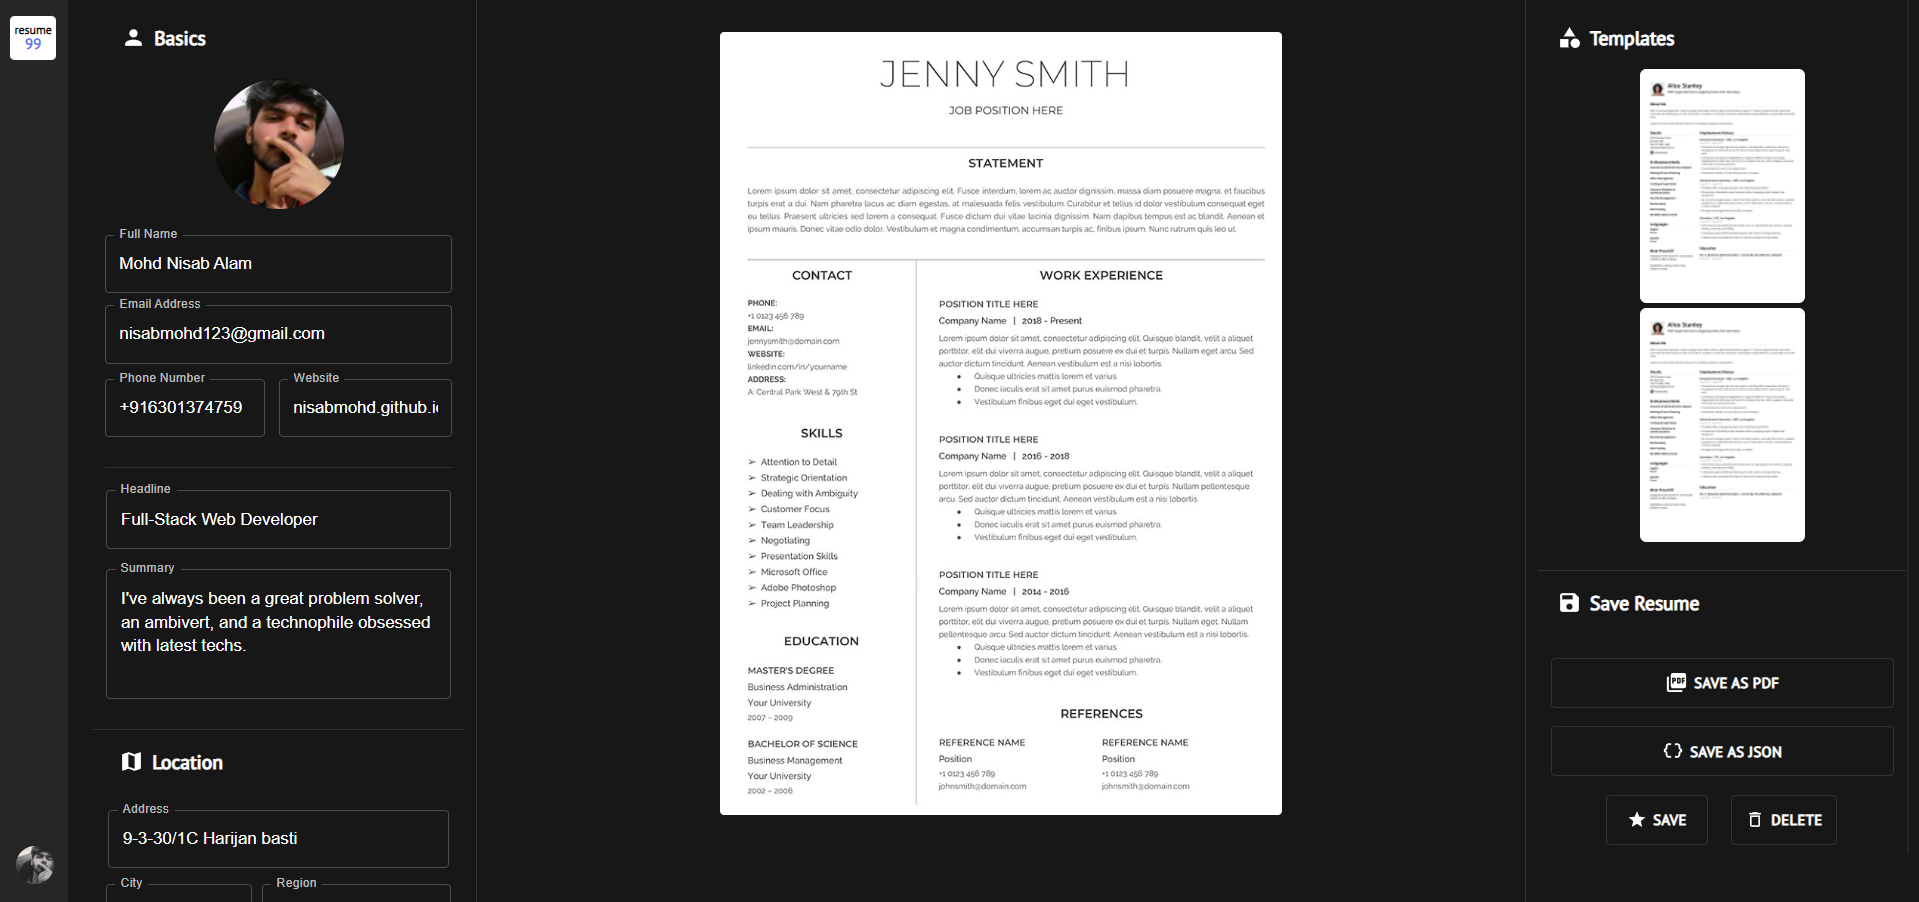 resume
99
Basics
Full Name
Mohd Nisab Alam
Email Address
nisabmohd123@gmail.com
Phone Number
Website
+916301374759
nisabmohd.github.i
Headline
Full-Stack Web Developer
Summary
I've always been a great problem solver,
an ambivert, and a technophile obsessed
with latest techs.
Location
Address
9-3-30/1C Harijan basti
City
Region
JENNY SMITH
JOB POSITION HERE
STATEMENT
Lorem ipsum dolor sit amet, consectetur adipiscing elit. Fusce interdum, lorem ac auctor dignissim, massa diam posuere magna, et faucibus
turpis erat a dui. Nam pharetra lacus ac diam egestas, at malesuada felis vestibulum. Curabitur et tellus id dolor vestibulum consequat eget
eu tellus. Praesent ultricies sed lorem a consequat. Fusce dictum dui vitae lacinia dignissim. Nam dapibus tempus est ac blandit. Aenean et
ipsum mauris. Donec vitae odio dolor. Vestibulum et magna condimentum, accumsan turpis ac, finibus ipsum. Nunc rutrum quis leo ut.
CONTACT
PHONE:
+1 0123 456 789
EMAIL:
jennysmith@domain.com
WEBSITE:
linkedin.com/in/yourname
ADDRESS:
A: Central Park West & 79th St
SKILLS
➢ Attention to Detail
➢ Strategic Orientation
➢ Dealing with Ambiguity
➢ Customer Focus
➢ Team Leadership
➢ Negotiating
➢ Presentation Skills
➢ Microsoft Office
➢ Adobe Photoshop
➢ Project Planning
EDUCATION
MASTER'S DEGREE
Business Administration
Your University
2007 – 2009
BACHELOR OF SCIENCE
Business Management
Your University
2002 – 2006
WORK EXPERIENCE
POSITION TITLE HERE
Company Name | 2018 - Present
Lorem ipsum dolor sit amet, consectetur adipiscing elit. Quisque blandit, velit a aliquet
porttitor, elit dui viverra augue, pretium posuere ex dui et turpis. Nullam eget arcu. Sed
auctor dictum tincidunt. Aenean vestibulum est a nisi lobortis.
• Quisque ultricies mattis lorem et varius.
• Donec iaculis erat sit amet purus euismod pharetra.
• Vestibulum finibus eget dui eget vestibulum.
POSITION TITLE HERE
Company Name | 2016 - 2018
Lorem ipsum dolor sit amet, consectetur adipiscing elit. Quisque blandit, velit a aliquet
porttitor, elit dui viverra augue, pretium posuere ex dui et turpis. Nullam pellentesque
arcu. Sed auctor dictum tincidunt. Aenean vestibulum est a nisi lobortis.
• Quisque ultricies mattis lorem et varius.
• Donec iaculis erat sit amet purus euismod pharetra.
• Vestibulum finibus eget dui eget vestibulum.
POSITION TITLE HERE
Company Name | 2014 - 2016
Lorem ipsum dolor sit amet, consectetur adipiscing elit. Quisque blandit, velit a aliquet
porttitor, elit dui viverra augue, pretium posuere ex dui et turpis. Nullam eget. Nullam
pellentesque arcu. Sed auctor dictum tincidunt. Aenean vestibulum est a nisi lobortis.
• Quisque ultricies mattis lorem et varius.
• Donec iaculis erat sit amet purus euismod pharetra.
• Vestibulum finibus eget dui eget vestibulum.
REFERENCES
REFERENCE NAME
Position
+1 0123 456 789
johnsmith@domain.com
REFERENCE NAME
Position
+1 0123 456 789
johnsmith@domain.com
Templates
Alice Stanley
About Me
Details
Employment History
Professional Skills
Languages
Education
Alice Stanley
About Me
Details
Employment History
Professional Skills
Languages
Education
Save Resume
PDF
SAVE AS PDF
SAVE AS JSON
SAVE
DELETE